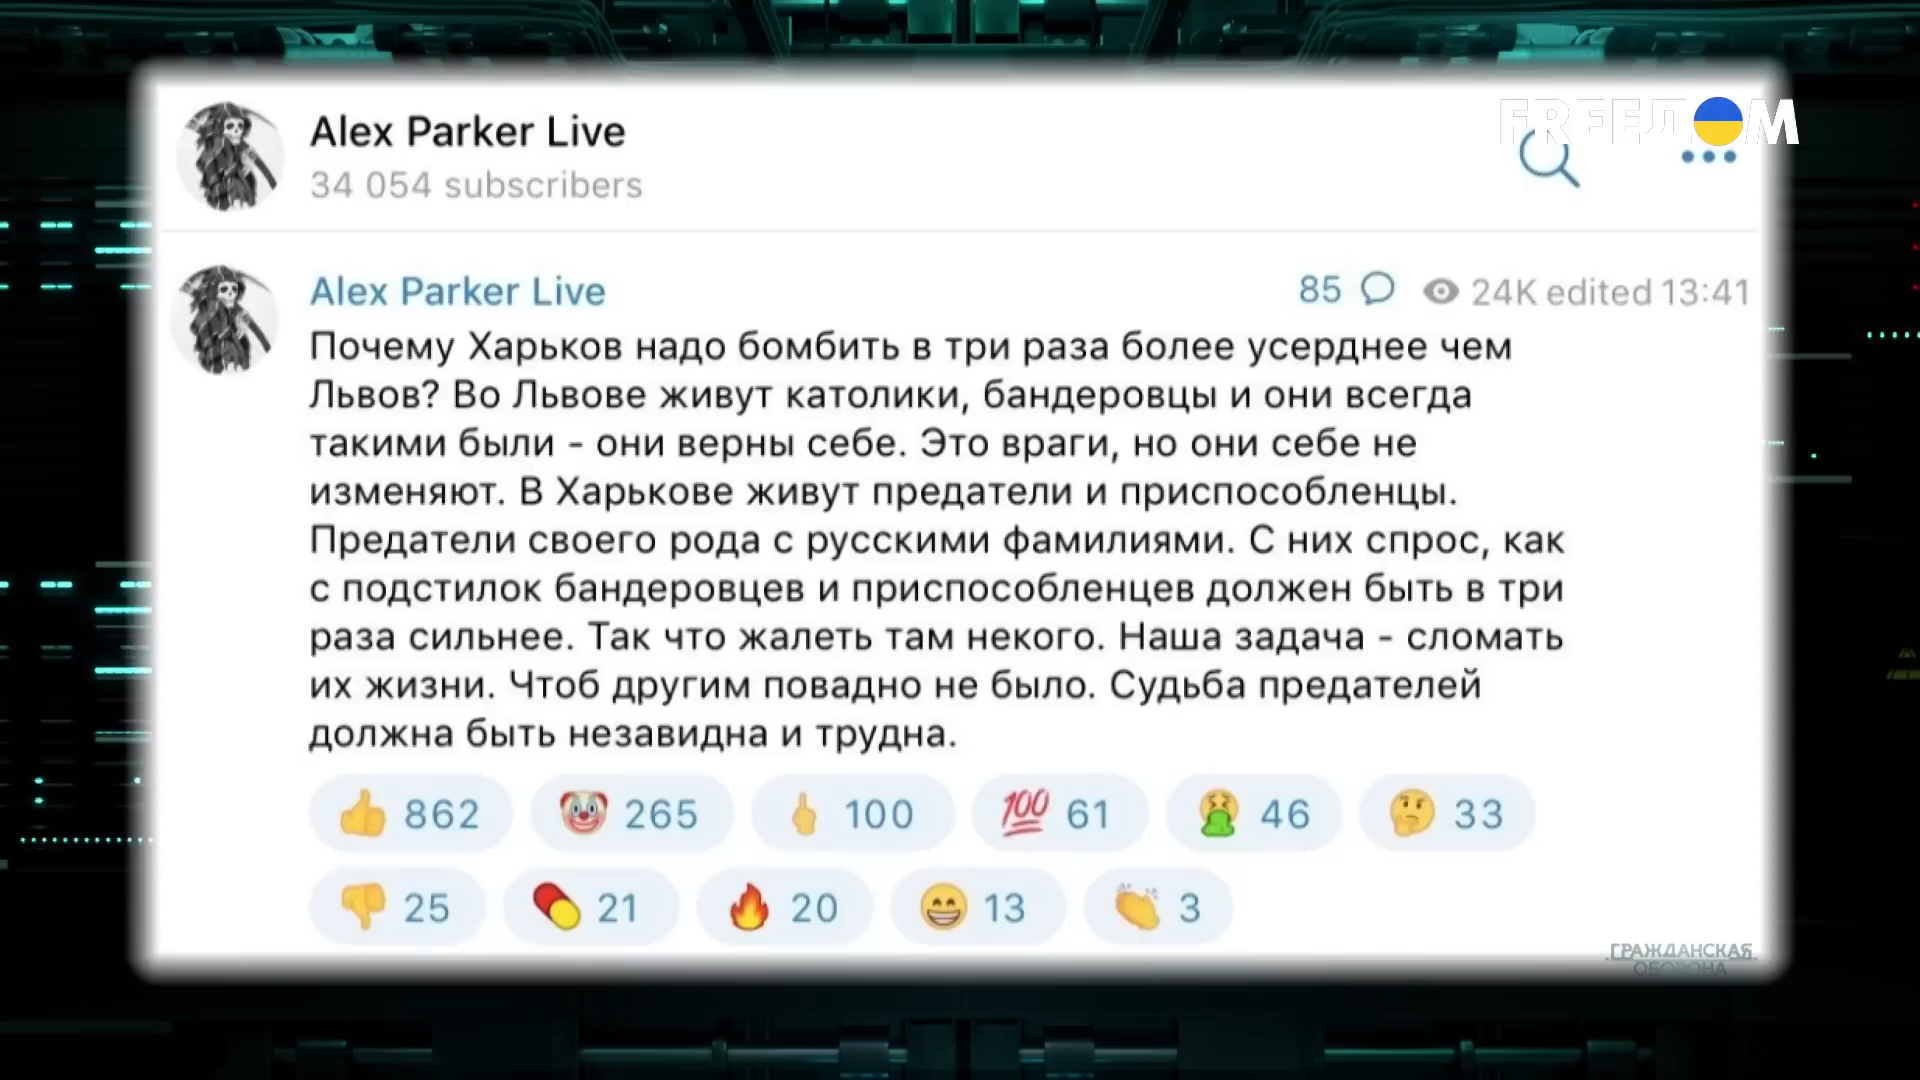 FREEДOM
Alex Parker Live
34 054 subscribers
Alex Parker Live
85 24K edited 13:41
Почему Харьков надо бомбить в три раза более усерднее чем
Львов? Во Львове живут католики, бандеровцы и они всегда
такими были - они верны себе. Это враги, но они себе не
изменяют. В Харькове живут предатели и приспособленцы.
Предатели своего рода с русскими фамилиями. С них спрос, как
с подстилок бандеровцев и приспособленцев должен быть в три
раза сильнее. Так что жалеть там некого. Наша задача - сломать
их жизни. Чтоб другим повадно не было. Судьба предателей
должна быть незавидна и трудна.
862 265 100 100 61 46 33
25 21 20 13 3
ГРАЖДАНСКАЯ
ОБОРОНА